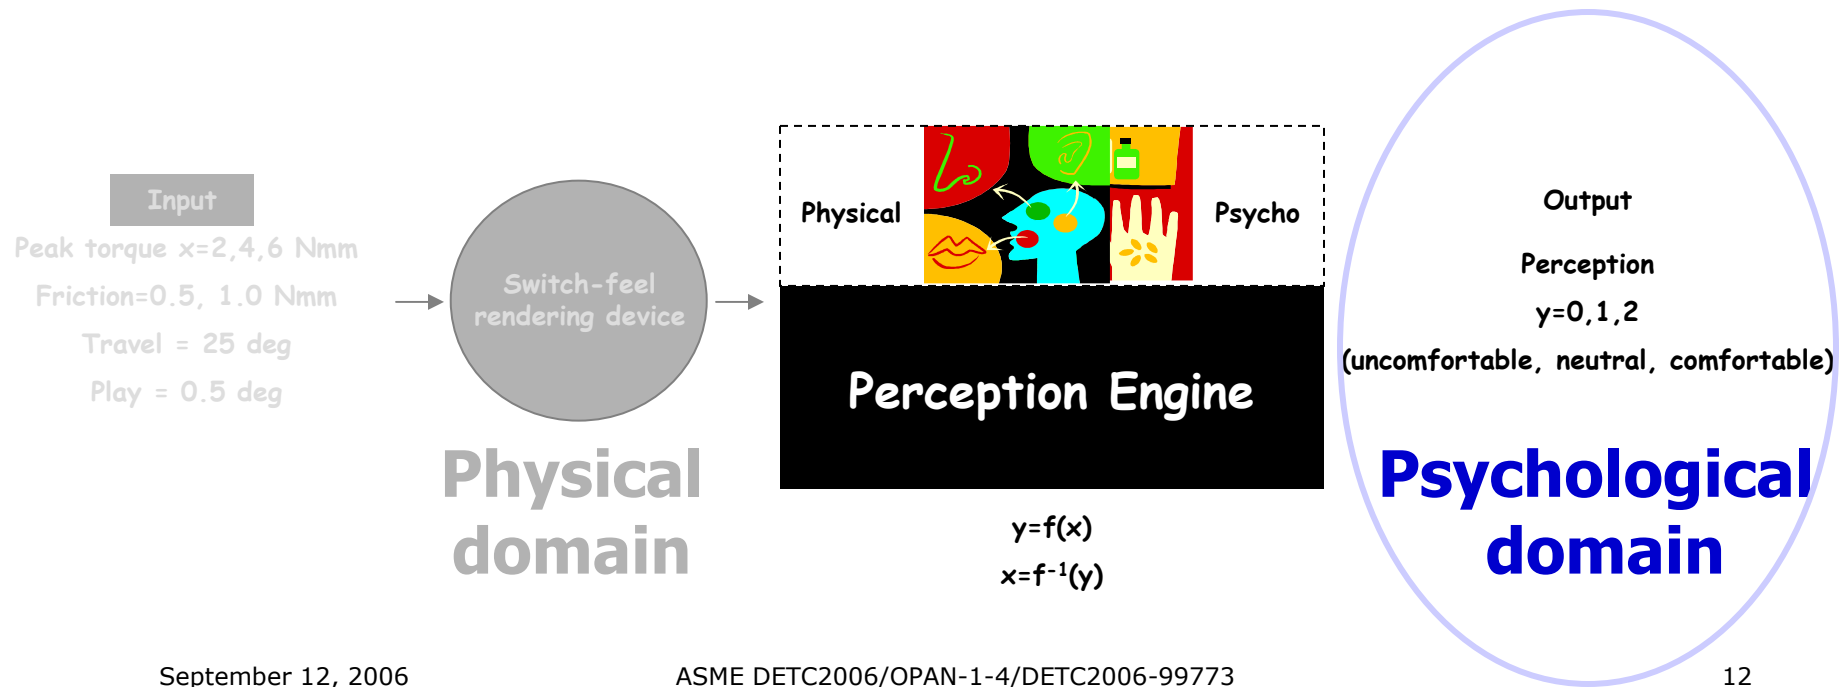 Input
Peak torque x=2,4,6 Nmm
Friction=0.5, 1.0 Nmm
Travel = 25 deg
Play = 0.5 deg
Switch-feel
rendering device
Physical
domain
Physical
Psycho
Perception Engine
y=f(x)
x=f⁻¹(y)
Output
Perception
y=0,1,2
(uncomfortable, neutral, comfortable)
Psychological
domain
September 12, 2006
ASME DETC2006/OPAN-1-4/DETC2006-99773
12